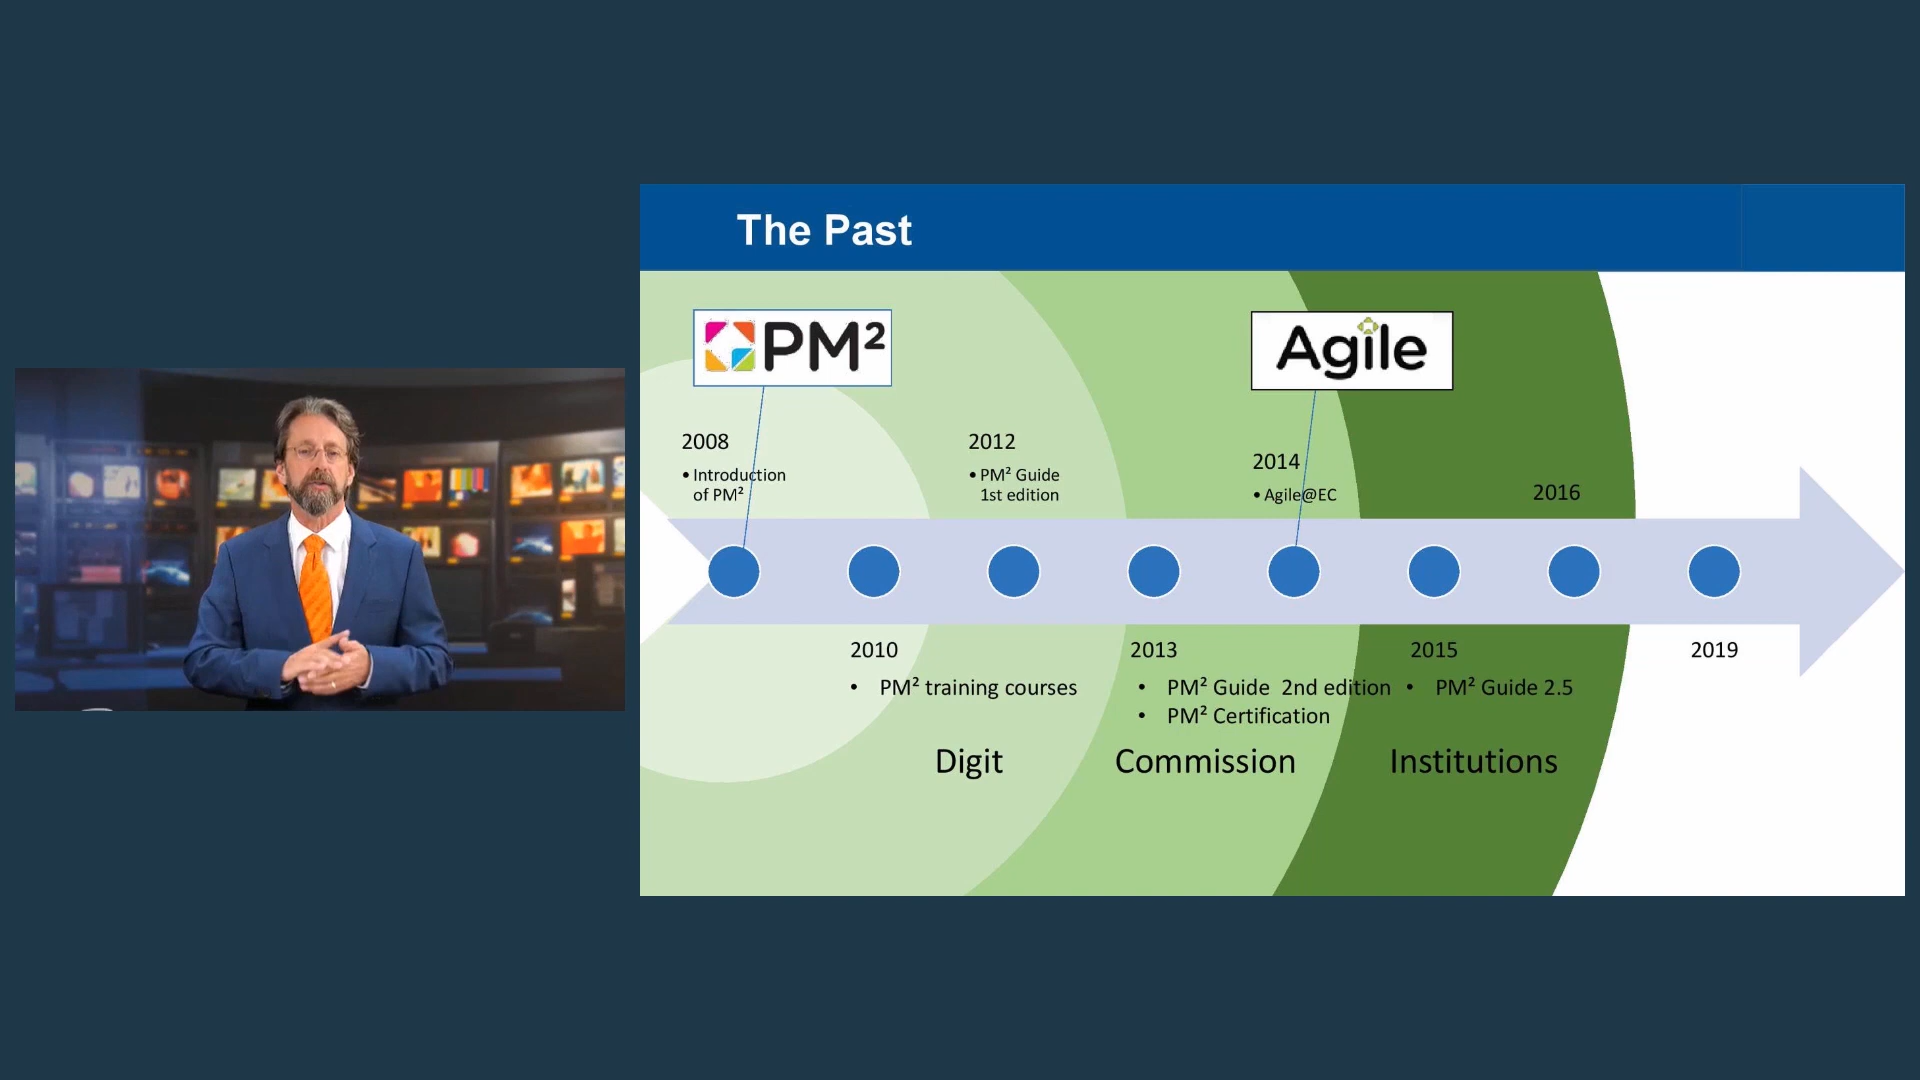 The Past
PM²
Agile
2008
• Introduction
of PM²
2012
• PM² Guide
1st edition
2014
• Agile@EC
2016
2010
• PM² training courses
2013
• PM² Guide  2nd edition
• PM² Certification
2015
• PM² Guide 2.5
2019
Digit
Commission
Institutions